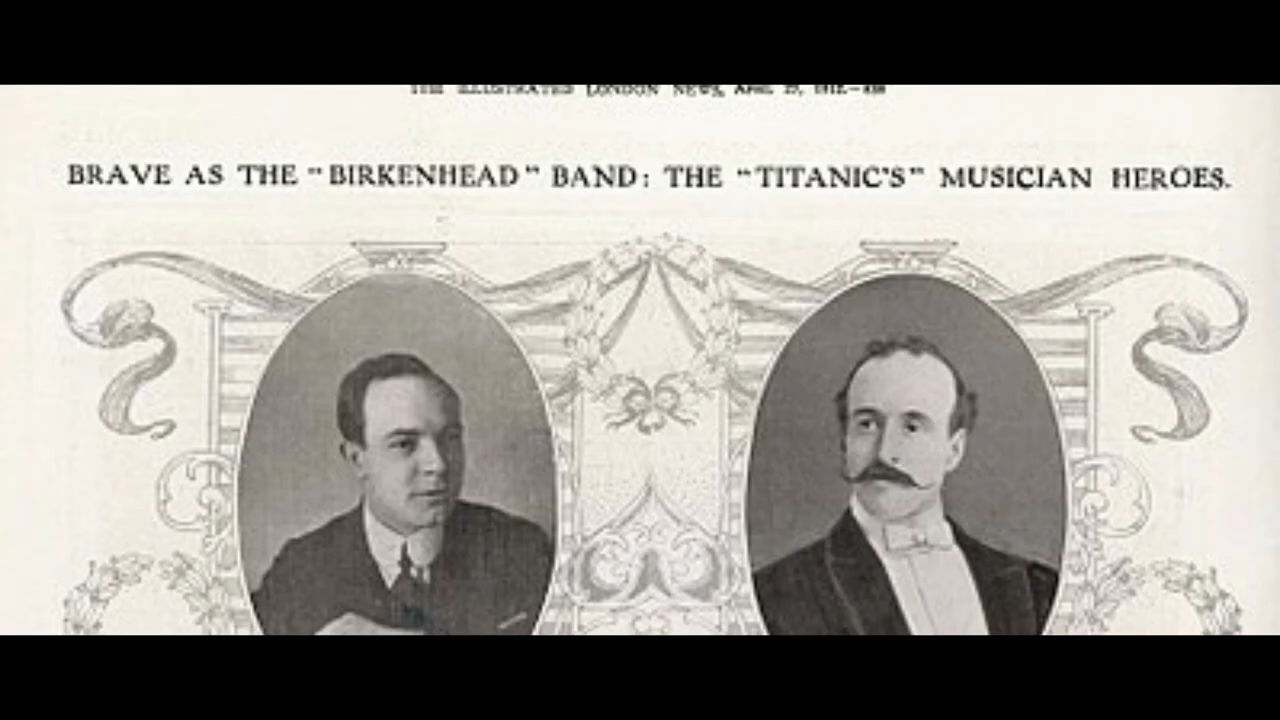 THE ILLUSTRATED LONDON NEWS, APRIL 27, 1912.—
BRAVE AS THE "BIRKENHEAD" BAND: THE "TITANIC'S" MUSICIAN HEROES.